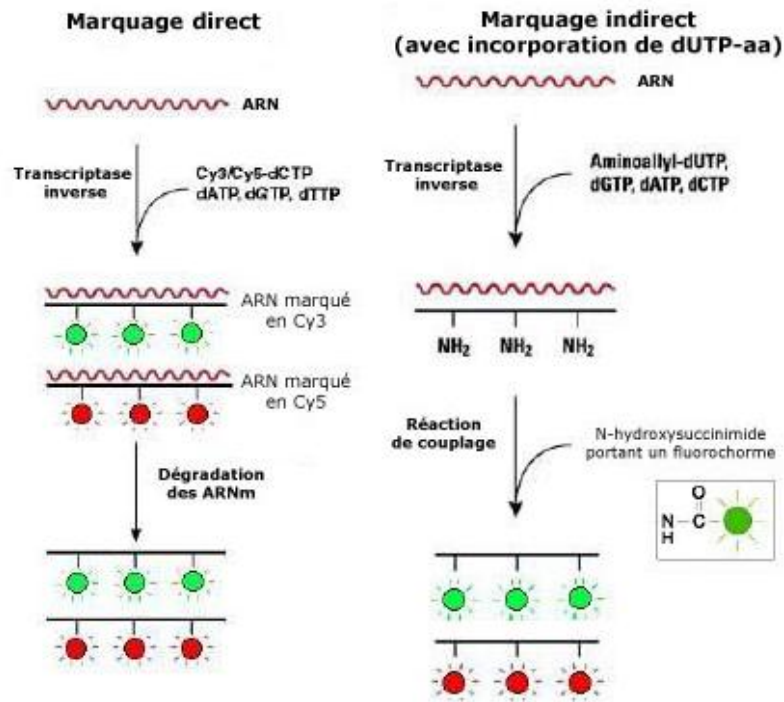 Marquage direct
ARN
Transcriptase
inverse
Cy3/Cy5-dCTP
dATP, dGTP, dTTP
ARN marqué
en Cy3
ARN marqué
en Cy5
Dégradation
des ARNm
Marquage indirect
(avec incorporation de dUTP-aa)
ARN
Transcriptase
inverse
Aminoallyl-dUTP,
dGTP, dATP, dCTP
NH2 NH2 NH2
Réaction
de couplage
N-hydroxysuccinimide
portant un fluorochorme
O
N C
H